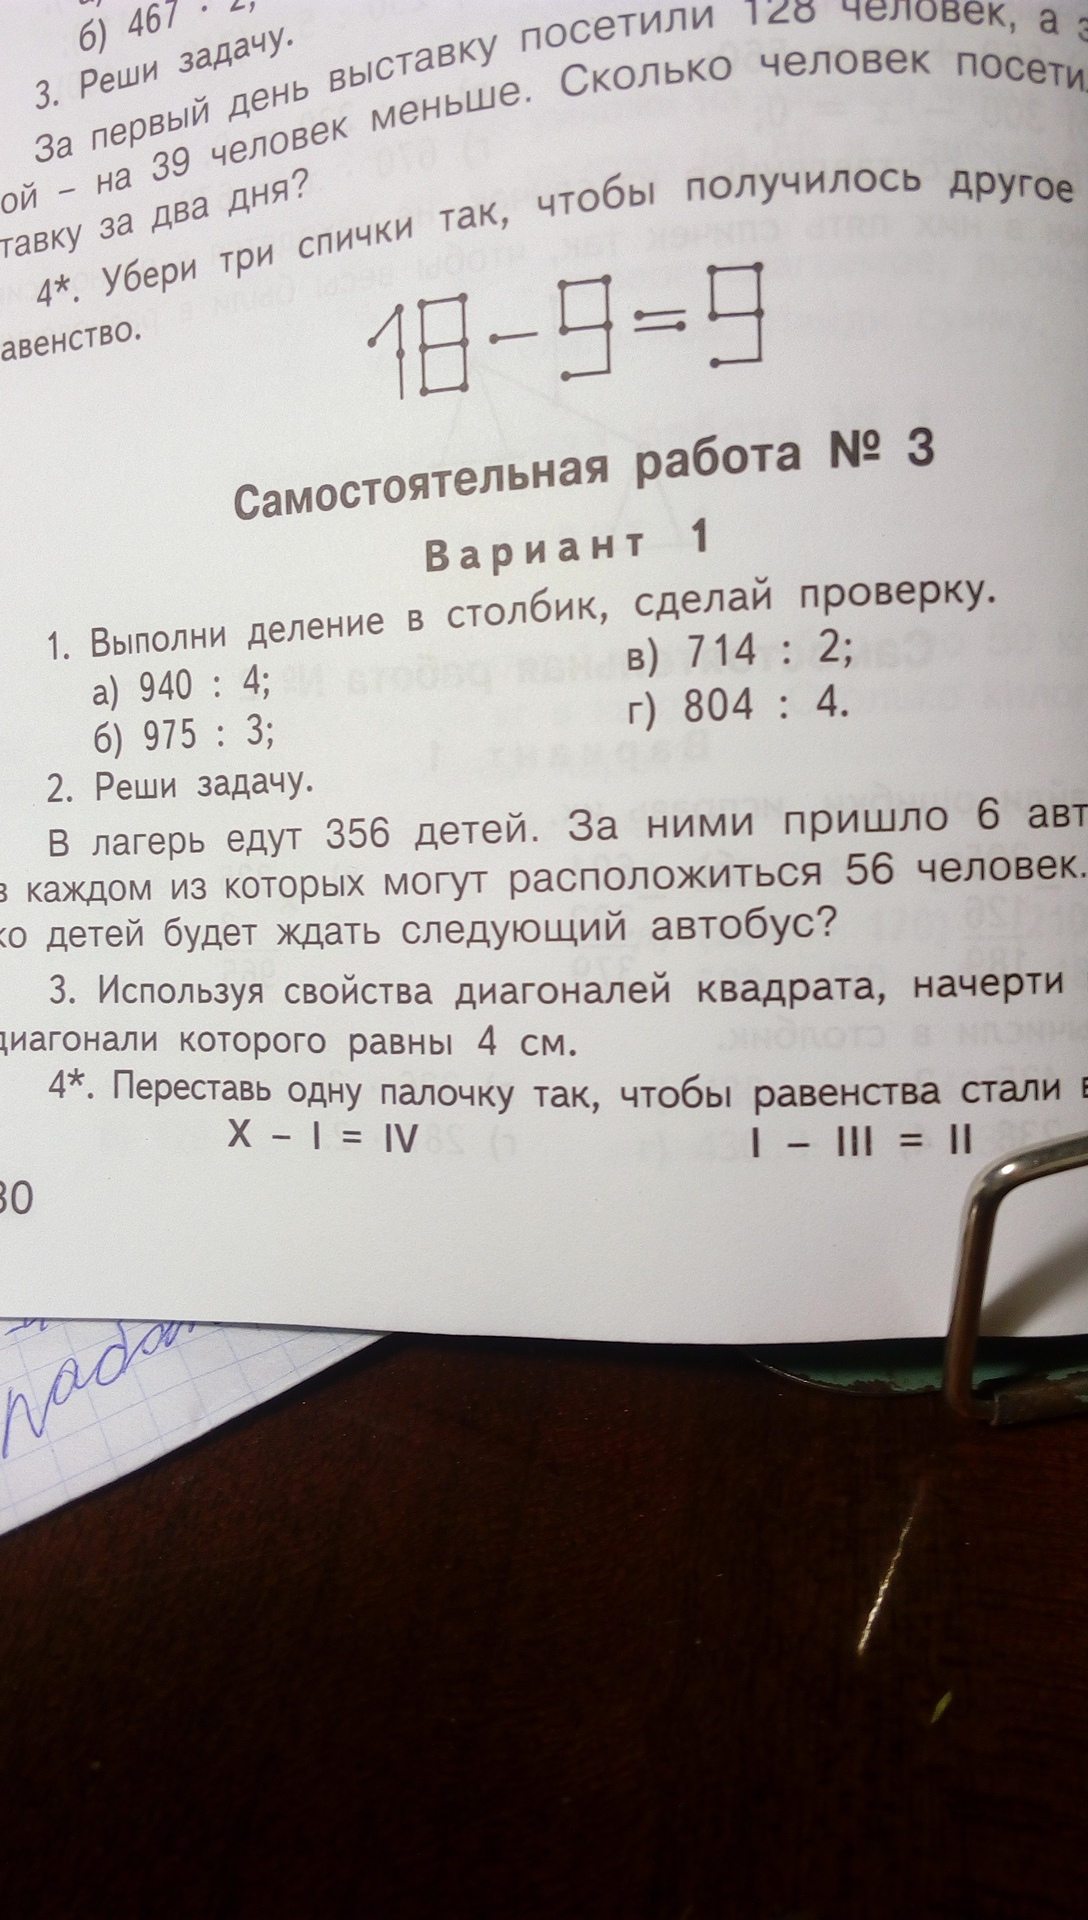 б) 467 · 2;
3. Реши задачу.
За первый день выставку посетили 128 человек, а
ой – на 39 человек меньше. Сколько человек посети
тавку за два дня?
4*. Убери три спички так, чтобы получилось другое
авенство.
18 – 9 = 9
Самостоятельная работа № 3
Вариант 1
1. Выполни деление в столбик, сделай проверку.
а) 940 : 4; в) 714 : 2;
б) 975 : 3; г) 804 : 4.
2. Реши задачу.
В лагерь едут 356 детей. За ними пришло 6 авт
в каждом из которых могут расположиться 56 человек.
ко детей будет ждать следующий автобус?
3. Используя свойства диагоналей квадрата, начерти
диагонали которого равны 4 см.
4*. Переставь одну палочку так, чтобы равенства стали в
X – I = IV I – III = II
30